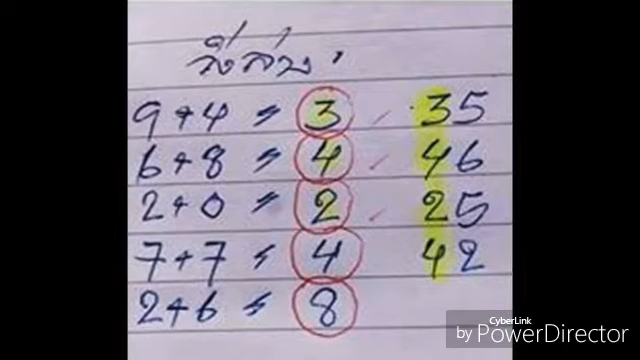 วิ่งล่าง
9+4 = 3 35
6+8 = 4 46
2+0 = 2 25
7+7 = 4 42
2+6 = 8
CyberLink
by PowerDirector